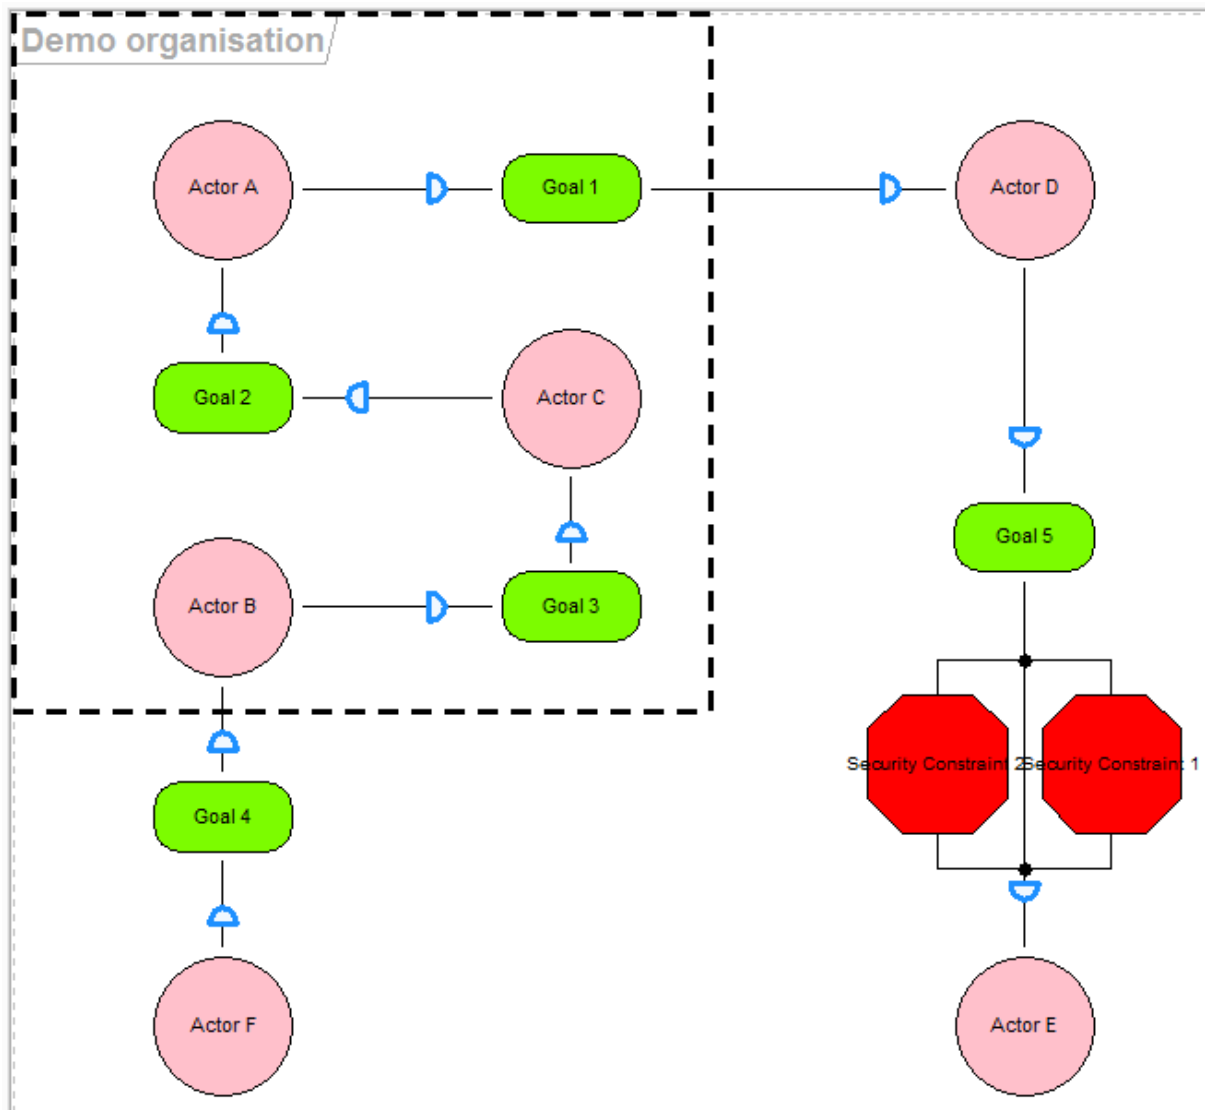 Demo organisation
Actor A
Goal 1
Actor D
Goal 2
Actor C
Goal 5
Actor B
Goal 3
Security Constraint 2
Security Constraint 1
Goal 4
Actor F
Actor E